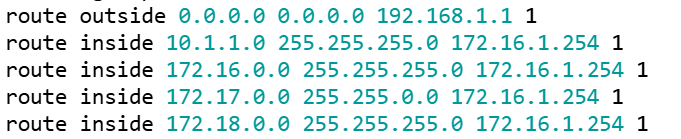 route outside 0.0.0.0 0.0.0.0 192.168.1.1 1
route inside 10.1.1.0 255.255.255.0 172.16.1.254 1
route inside 172.16.0.0 255.255.255.0 172.16.1.254 1
route inside 172.17.0.0 255.255.0.0 172.16.1.254 1
route inside 172.18.0.0 255.255.255.0 172.16.1.254 1